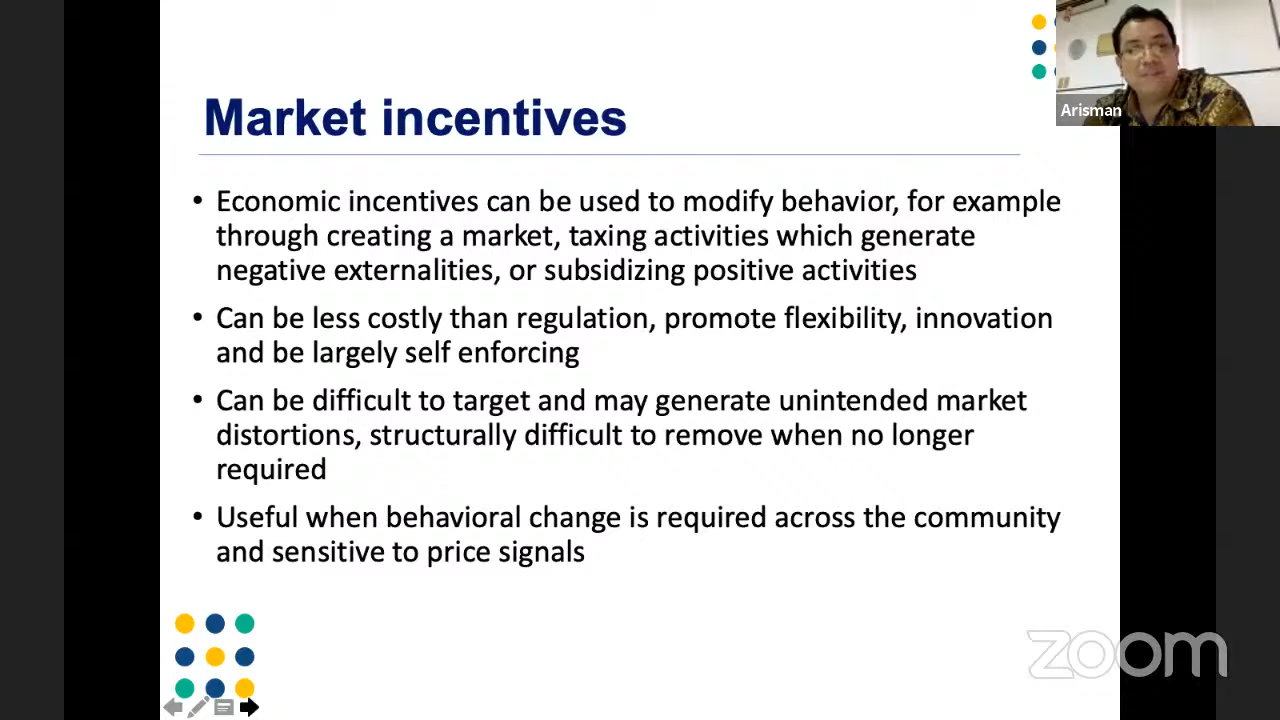 Arisman
Market incentives
• Economic incentives can be used to modify behavior, for example
through creating a market, taxing activities which generate
negative externalities, or subsidizing positive activities
• Can be less costly than regulation, promote flexibility, innovation
and be largely self enforcing
• Can be difficult to target and may generate unintended market
distortions, structurally difficult to remove when no longer
required
• Useful when behavioral change is required across the community
and sensitive to price signals
zoom